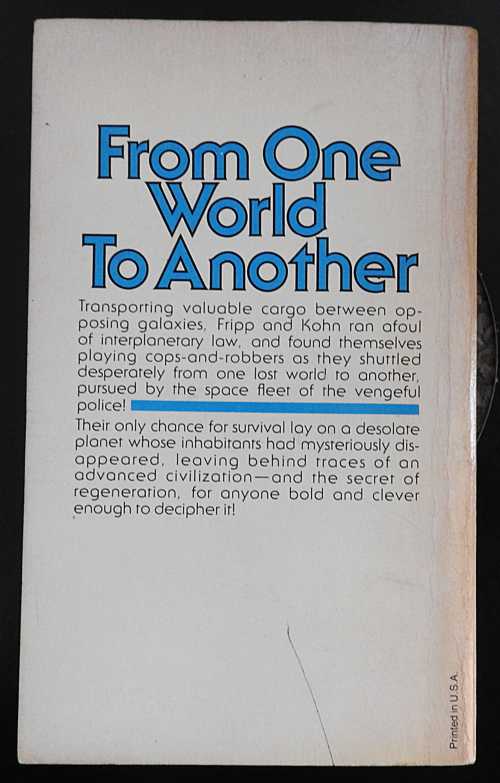 From One
World
To Another
Transporting valuable cargo between op-
posing galaxies, Fripp and Kohn ran afoul
of interplanetary law, and found themselves
playing cops-and-robbers as they shuttled
desperately from one lost world to another,
pursued by the space fleet of the vengeful
police!
Their only chance for survival lay on a desolate
planet whose inhabitants had mysteriously dis-
appeared, leaving behind traces of an
advanced civilization—and the secret of
regeneration, for anyone bold and clever
enough to decipher it!
Printed in U.S.A.